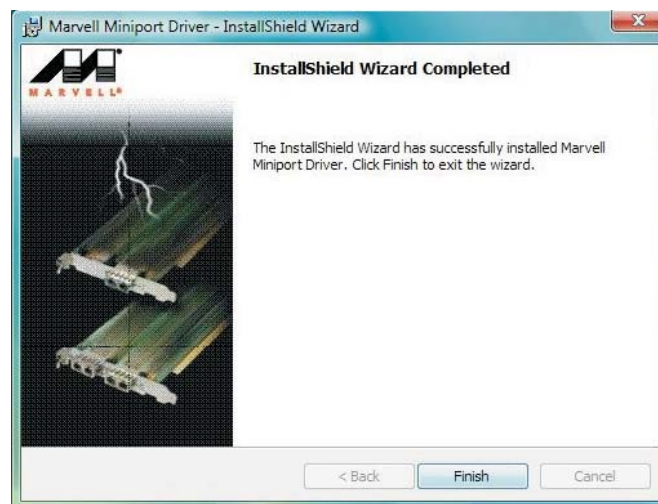 Marvell Miniport Driver - InstallShield Wizard
MARVELL®
InstallShield Wizard Completed
The InstallShield Wizard has successfully installed Marvell
Miniport Driver. Click Finish to exit the wizard.
< Back
Finish
Cancel